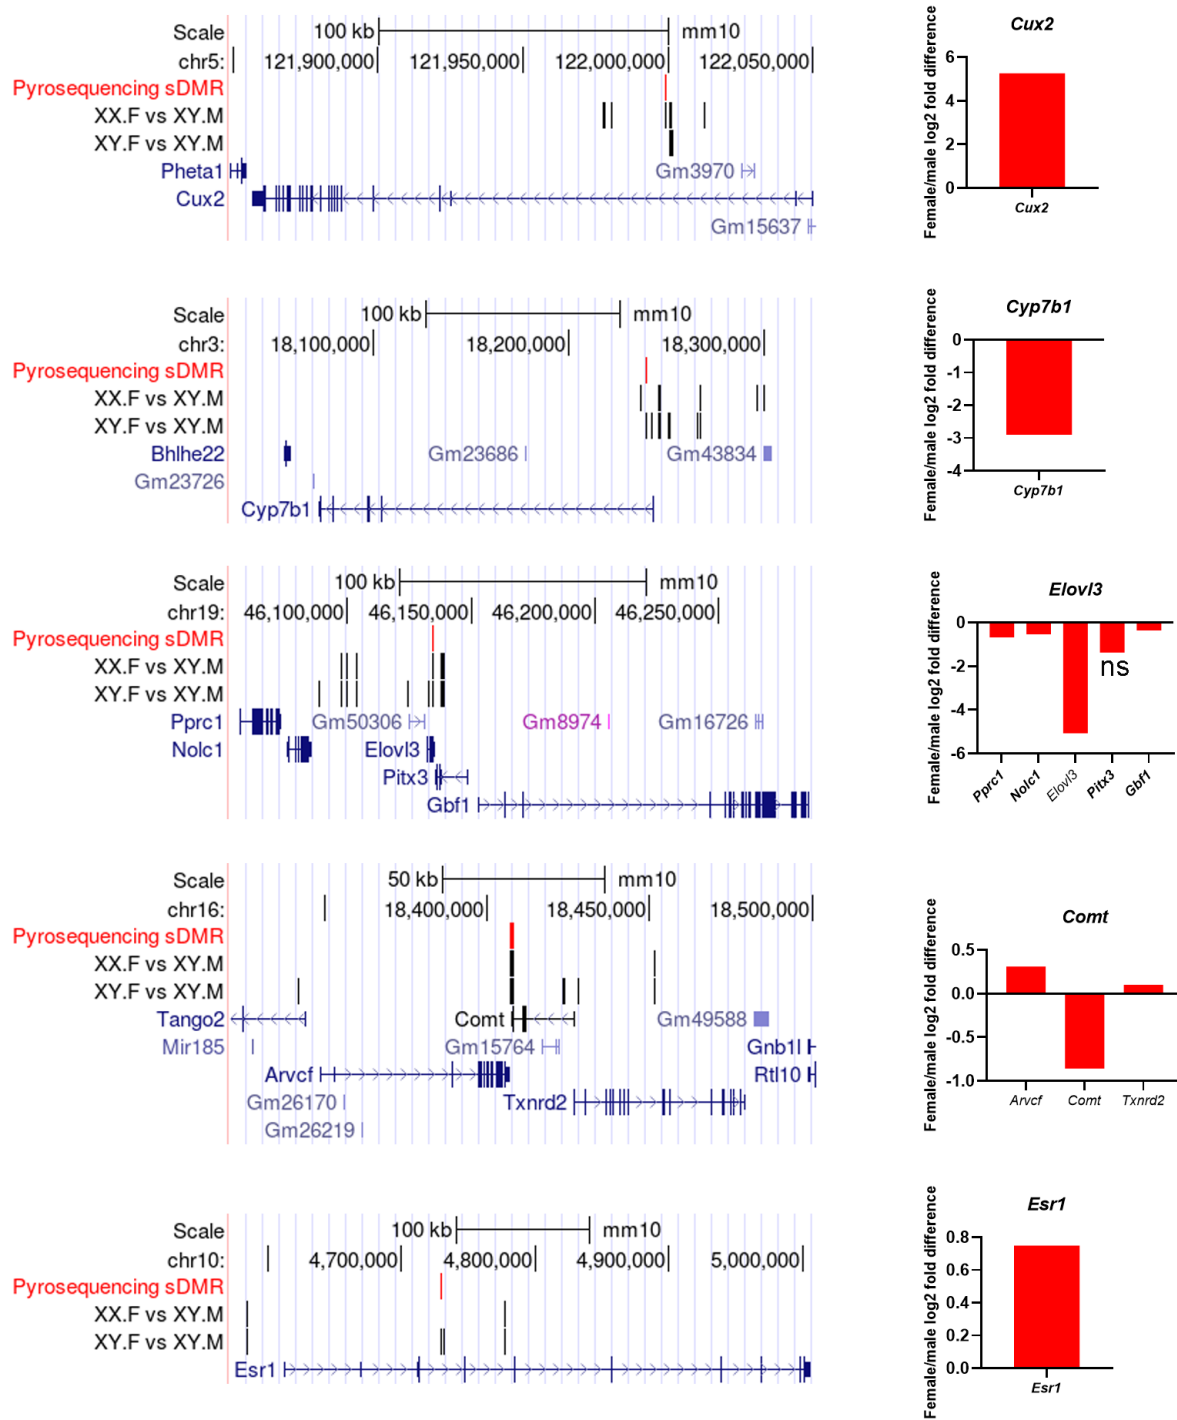 Scale 100 kb mm10
chr5: 121,900,000 121,950,000 122,000,000 122,050,000
Pyrosequencing sDMR
XX.F vs XY.M
XY.F vs XY.M
Pheta1 Gm3970
Cux2
Gm15637
Cux2
Female/male log2 fold difference
6
4
2
0
Cux2
Scale 100 kb mm10
chr3: 18,100,000 18,200,000 18,300,000
Pyrosequencing sDMR
XX.F vs XY.M
XY.F vs XY.M
Bhlhe22 Gm23686 Gm43834
Gm23726
Cyp7b1
Cyp7b1
Female/male log2 fold difference
0
-1
-2
-3
-4
Cyp7b1
Scale 100 kb mm10
chr19: 46,100,000 46,150,000 46,200,000 46,250,000
Pyrosequencing sDMR
XX.F vs XY.M
XY.F vs XY.M
Pprc1 Gm50306 Gm8974 Gm16726
Nolc1 Elovl3
Pitx3
Gbf1
Elovl3
Female/male log2 fold difference
0
-2
-4
-6
ns
Pprc1 Nolc1 Elovl3 Pitx3 Gbf1
Scale 50 kb mm10
chr16: 18,400,000 18,450,000 18,500,000
Pyrosequencing sDMR
XX.F vs XY.M
XY.F vs XY.M
Tango2 Comt Gm49588
Mir185 Gm15764 Gnb1l
Arvcf Rtl10
Gm26170 Txnrd2
Gm26219
Comt
Female/male log2 fold difference
0.5
0.0
-0.5
-1.0
Arvcf Comt Txnrd2
Scale 100 kb mm10
chr10: 4,700,000 4,800,000 4,900,000 5,000,000
Pyrosequencing sDMR
XX.F vs XY.M
XY.F vs XY.M
Esr1
Esr1
Female/male log2 fold difference
0.8
0.6
0.4
0.2
0.0
Esr1